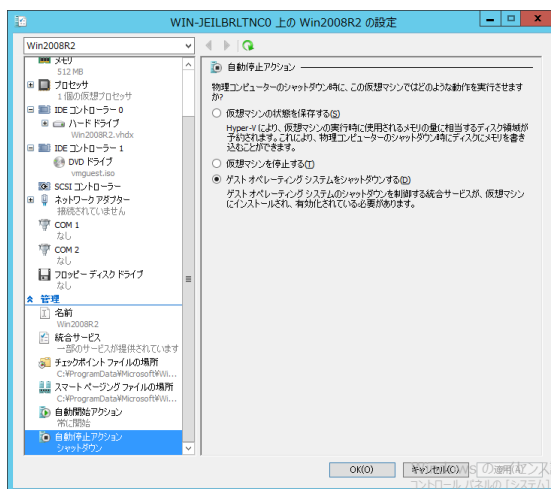 WIN-JEILBRLTNC0 上の Win2008R2 の設定
Win2008R2
メモリ
512 MB
プロセッサ
1 個の仮想プロセッサ
IDE コントローラー 0
ハード ドライブ
Win2008R2.vhdx
IDE コントローラー 1
DVD ドライブ
vmguest.iso
SCSI コントローラー
ネットワーク アダプター
接続されていません
COM 1
なし
COM 2
なし
フロッピー ディスク ドライブ
なし
管理
名前
Win2008R2
統合サービス
一部のサービスが提供されています
チェックポイント ファイルの場所
C:¥ProgramData¥Microsoft¥Wi...
スマート ページング ファイルの場所
C:¥ProgramData¥Microsoft¥Wi...
自動開始アクション
常に開始
自動停止アクション
シャットダウン
自動停止アクション
物理コンピューターのシャットダウン時に、この仮想マシンではどのような動作を実行させます
か?
仮想マシンの状態を保存する(S)
Hyper-V により、仮想マシンの実行時に使用されるメモリの量に相当するディスク領域が
予約されます。これにより、物理コンピューターのシャットダウン時にディスクにメモリを書き
込むことができます。
仮想マシンを停止する(T)
ゲスト オペレーティング システムをシャットダウンする(D)
ゲスト オペレーティング システムのシャットダウンを制御する統合サービスが、仮想マシン
にインストールされ、有効化されている必要があります。
OK(O)
キャンセル(C)
適用(A)
コントロール パネルの [システム]